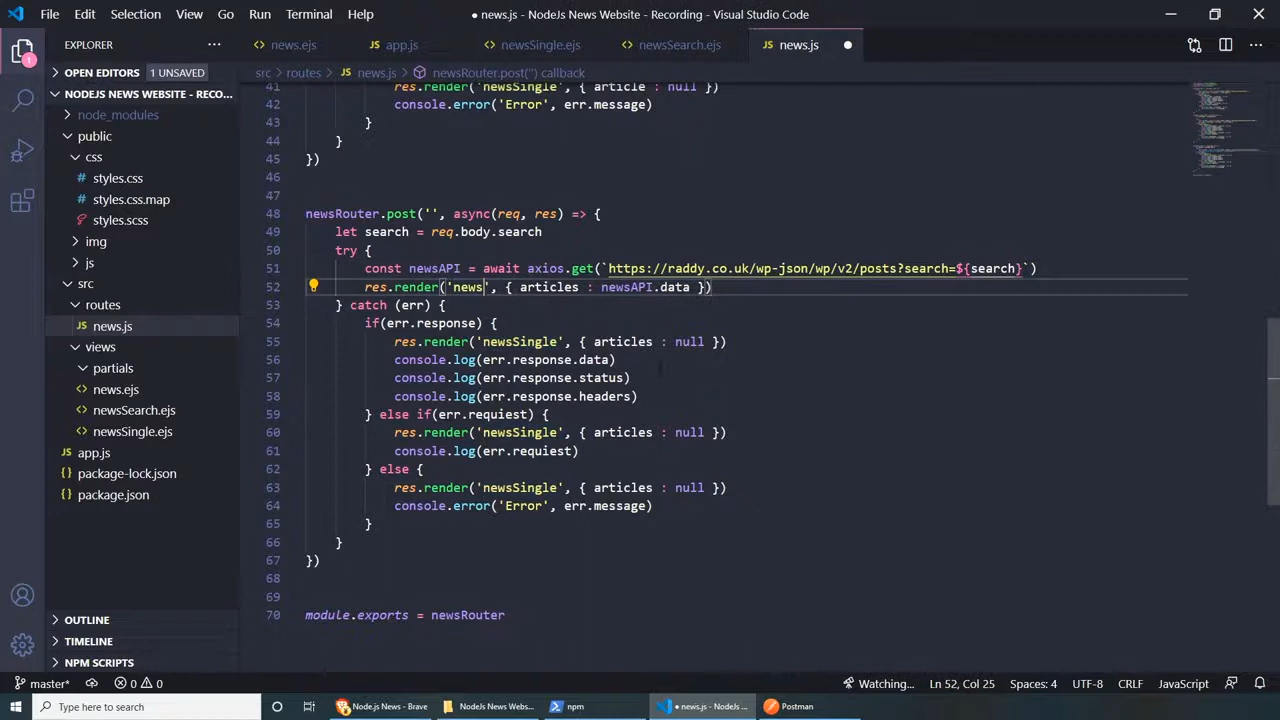 File Edit Selection View Go Run Terminal Help
● news.js - NodeJs News Website - Recording - Visual Studio Code
EXPLORER
news.ejs app.js newsSingle.ejs newsSearch.ejs news.js
OPEN EDITORS 1 UNSAVED
src > routes > news.js > newsRouter.post('') callback
NODEJS NEWS WEBSITE - RECO...
node_modules
public
css
styles.css
styles.css.map
styles.scss
img
js
src
routes
news.js
views
partials
news.ejs
newsSearch.ejs
newsSingle.ejs
app.js
package-lock.json
package.json
OUTLINE
TIMELINE
NPM SCRIPTS
1
41 res.render('newsSingle', { article : null })
42 console.error('Error', err.message)
43 }
44 }
45 })
46
47
48 newsRouter.post('', async(req, res) => {
49 let search = req.body.search
50 try {
51 const newsAPI = await axios.get(`https://raddy.co.uk/wp-json/wp/v2/posts?search=${search}`)
52 res.render('news', { articles : newsAPI.data })
53 } catch (err) {
54 if(err.response) {
55 res.render('newsSingle', { articles : null })
56 console.log(err.response.data)
57 console.log(err.response.status)
58 console.log(err.response.headers)
59 } else if(err.requiest) {
60 res.render('newsSingle', { articles : null })
61 console.log(err.requiest)
62 } else {
63 res.render('newsSingle', { articles : null })
64 console.error('Error', err.message)
65 }
66 }
67 })
68
69
70 module.exports = newsRouter
master* 0 0 Watching... Ln 52, Col 25 Spaces: 4 UTF-8 CRLF JavaScript
Type here to search Node.js News - Brave NodeJs News Webs... npm ● news.js - NodeJs ... Postman